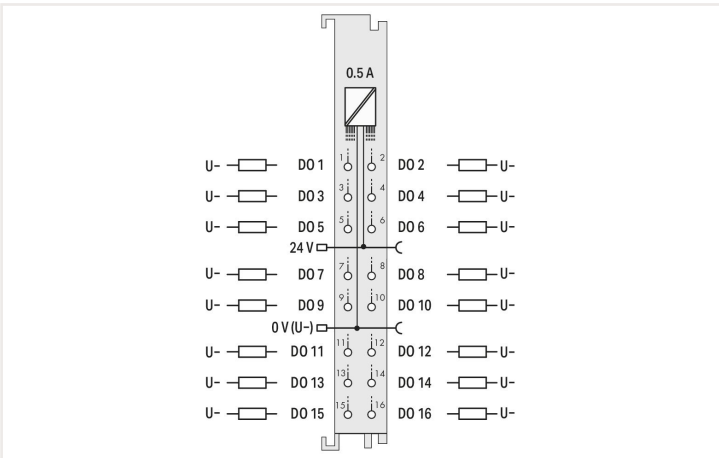 0.5 A
U- DO 1 1 2 DO 2 U-
U- DO 3 3 4 DO 4 U-
U- DO 5 5 6 DO 6 U-
24 V
U- DO 7 7 8 DO 8 U-
U- DO 9 9 10 DO 10 U-
0 V (U-)
U- DO 11 11 12 DO 12 U-
U- DO 13 13 14 DO 14 U-
U- DO 15 15 16 DO 16 U-